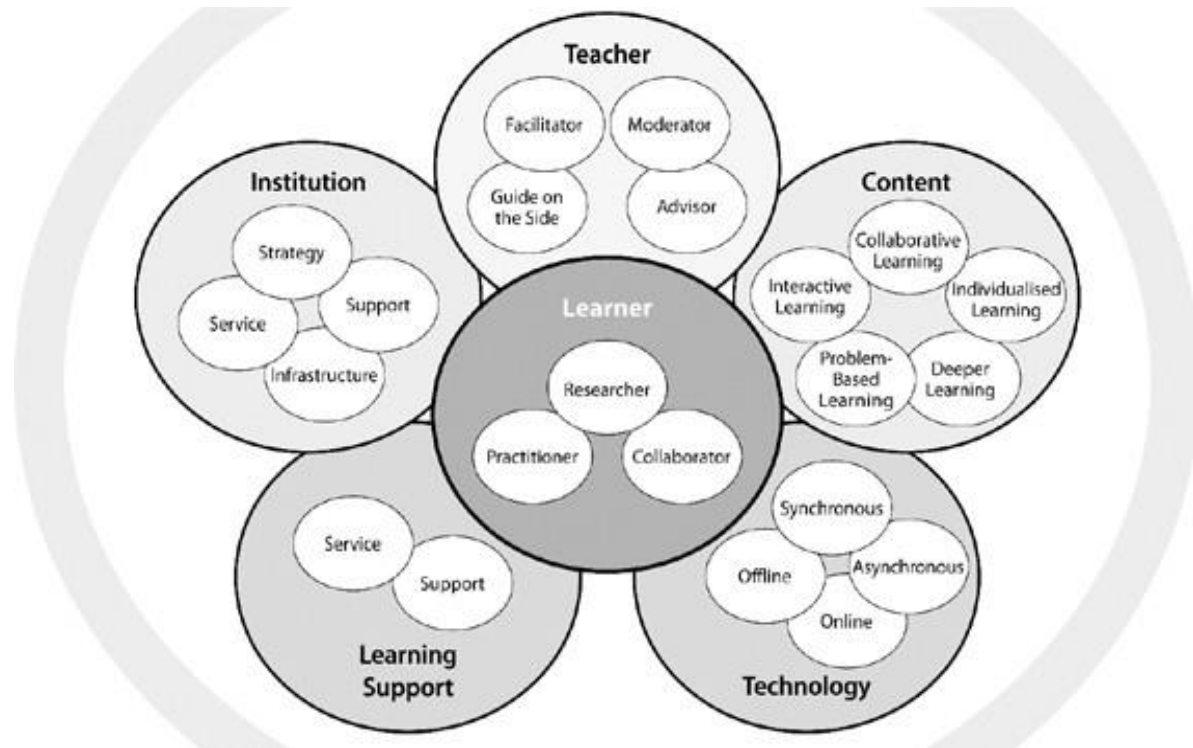 Teacher
Facilitator
Moderator
Guide on
the Side
Advisor
Institution
Strategy
Support
Service
Infrastructure
Content
Collaborative
Learning
Interactive
Learning
Individualised
Learning
Problem-
Based
Learning
Deeper
Learning
Learner
Researcher
Practitioner
Collaborator
Service
Support
Learning
Support
Synchronous
Asynchronous
Offline
Online
Technology